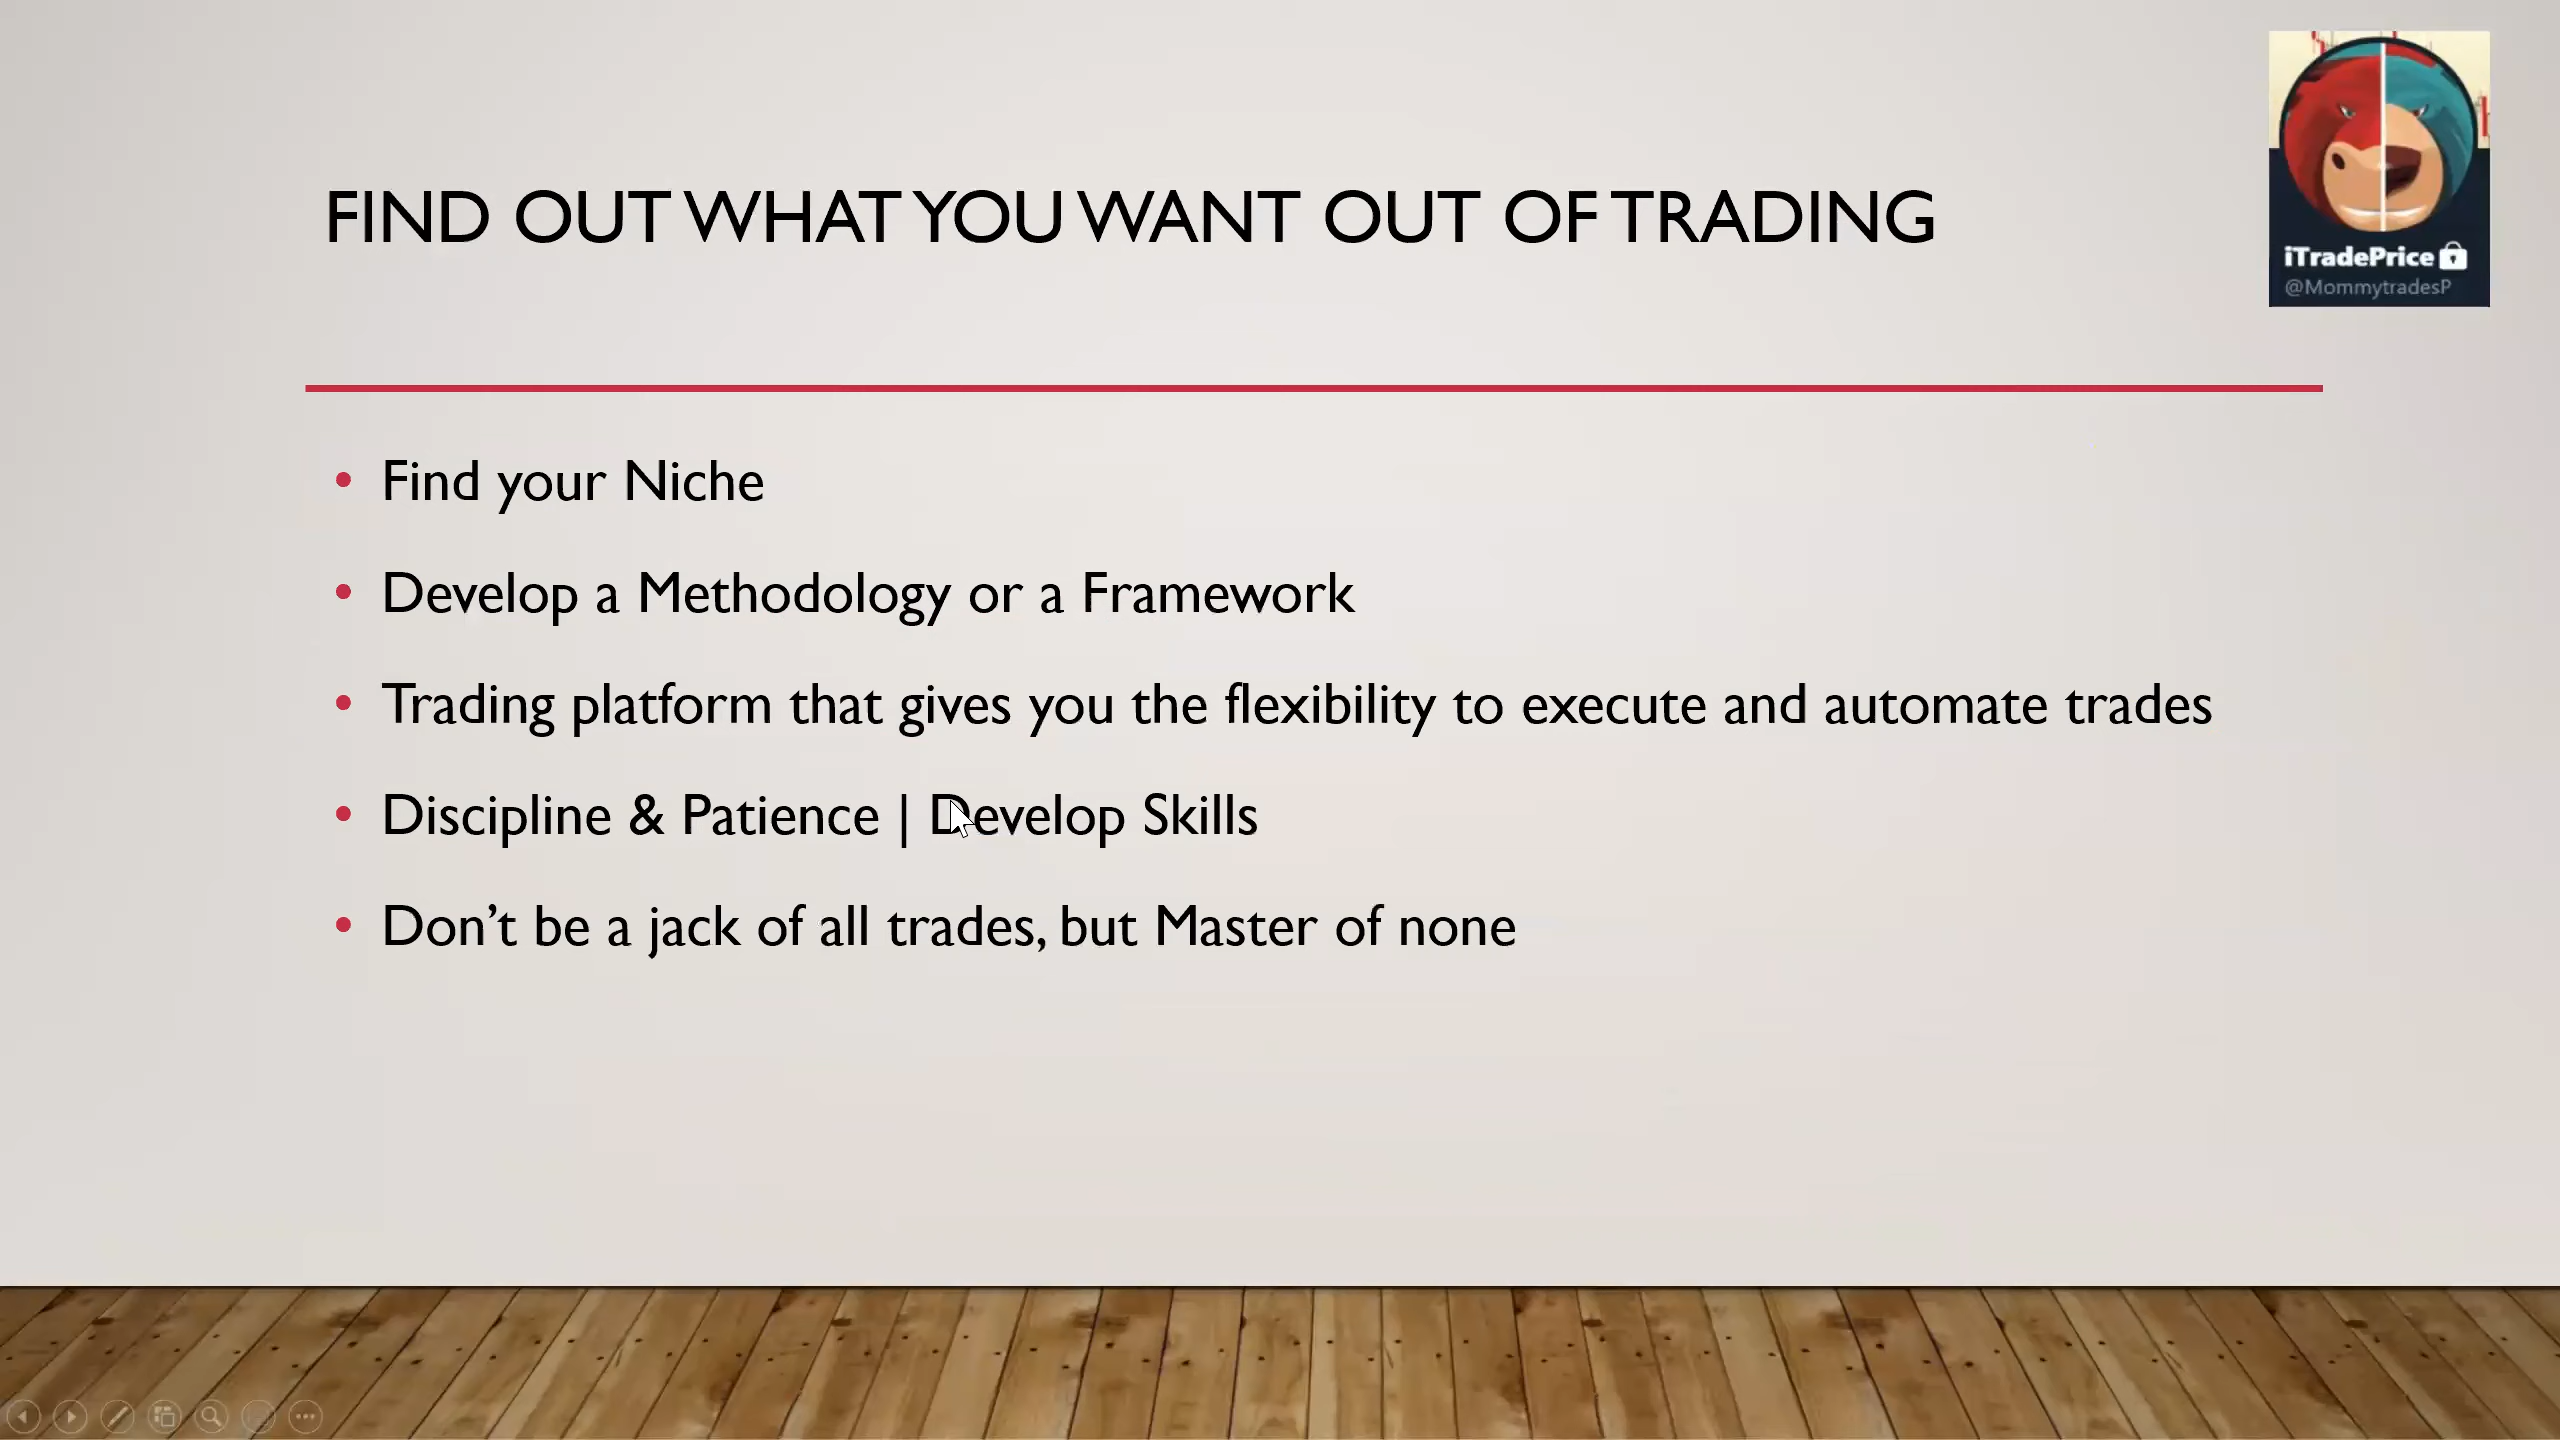 FIND OUT WHAT YOU WANT OUT OF TRADING
iTradePrice
@MommytradesP
• Find your Niche
• Develop a Methodology or a Framework
• Trading platform that gives you the flexibility to execute and automate trades
• Discipline & Patience | Develop Skills
• Don’t be a jack of all trades, but Master of none